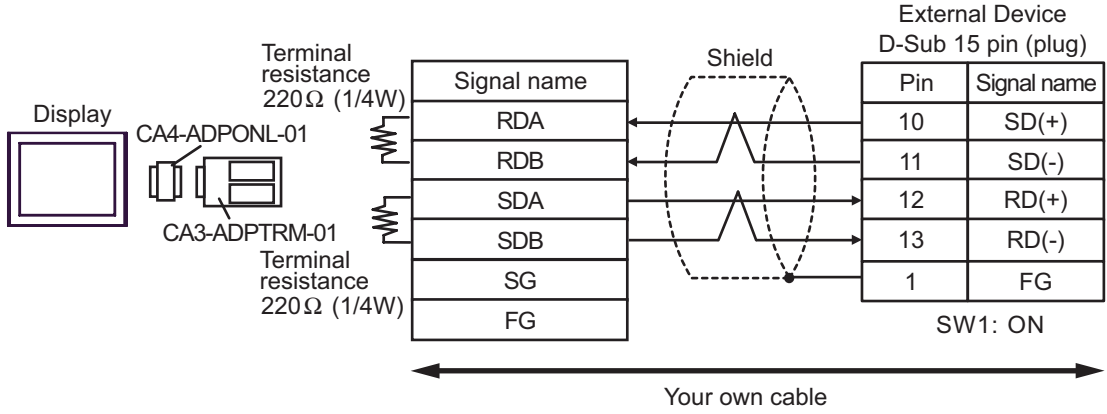 External Device
D-Sub 15 pin (plug)
Terminal
resistance
220Ω (1/4W)
Shield
Signal name
Pin
Signal name
Display
CA4-ADPONL-01
RDA
10
SD(+)
RDB
11
SD(-)
SDA
12
RD(+)
CA3-ADPTRM-01
SDB
13
RD(-)
Terminal
resistance
220Ω (1/4W)
SG
1
FG
FG
SW1: ON
Your own cable